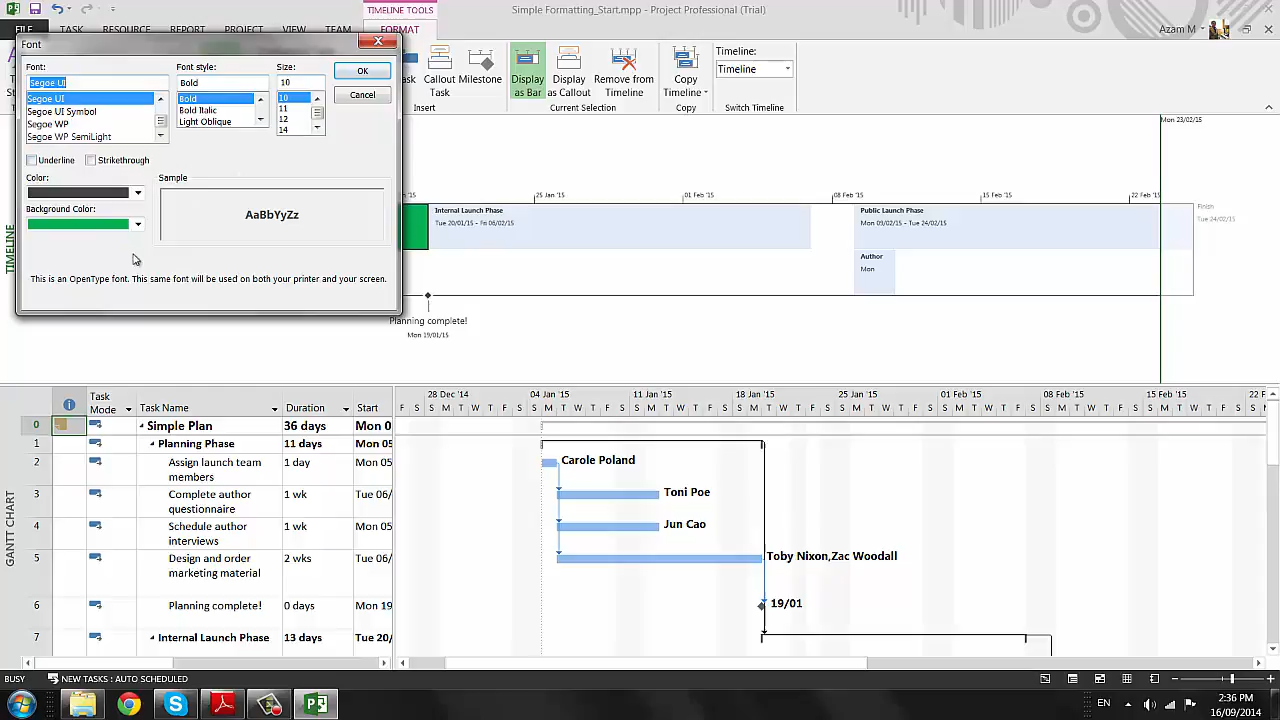 TIMELINE TOOLS
Simple Formatting_Start.mpp - Project Professional (Trial)
FILE TASK RESOURCE REPORT PROJECT VIEW TEAM FORMAT
Azam M
Font
Font: Font style: Size:
Segoe UI Bold 10
OK
Segoe UI Bold 10
Segoe UI Symbol Bold Italic 11
Segoe WP Light Oblique 12
Segoe WP SemiLight 14
Cancel
Underline Strikethrough
Color: Sample
AaBbYyZz
Background Color:
This is an OpenType font. This same font will be used on both your printer and your screen.
Callout Task
Milestone
Insert
Display as Bar
Display as Callout
Remove from Timeline
Current Selection
Copy Timeline
Copy
Timeline:
Timeline
Switch Timeline
Mon 23/02/15
25 Jan '15 01 Feb '15 08 Feb '15 15 Feb '15 22 Feb '15
Internal Launch Phase
Tue 20/01/15 - Fri 06/02/15
Public Launch Phase
Mon 09/02/15 - Tue 24/02/15
Finish
Tue 24/02/15
Author
Mon
Planning complete!
Mon 19/01/15
TIMELINE
Task Mode Task Name Duration Start
28 Dec '14 04 Jan '15 11 Jan '15 18 Jan '15 25 Jan '15 01 Feb '15 08 Feb '15 15 Feb '15 22 F
F S S M T W T F S S M T W T F S S M T W T F S S M T W T F S S M T W T F S S M T W T F S S M T W T F S S M T W T F S S M
0 Simple Plan 36 days Mon 0
1 Planning Phase 11 days Mon 05
2 Assign launch team members 1 day Mon 05
Carole Poland
3 Complete author questionnaire 1 wk Tue 06/
Toni Poe
4 Schedule author interviews 1 wk Mon 05
Jun Cao
5 Design and order marketing material 2 wks Tue 06/
Toby Nixon,Zac Woodall
6 Planning complete! 0 days Mon 19
19/01
7 Internal Launch Phase 13 days Tue 20
GANTT CHART
BUSY NEW TASKS : AUTO SCHEDULED
EN
2:36 PM
16/09/2014